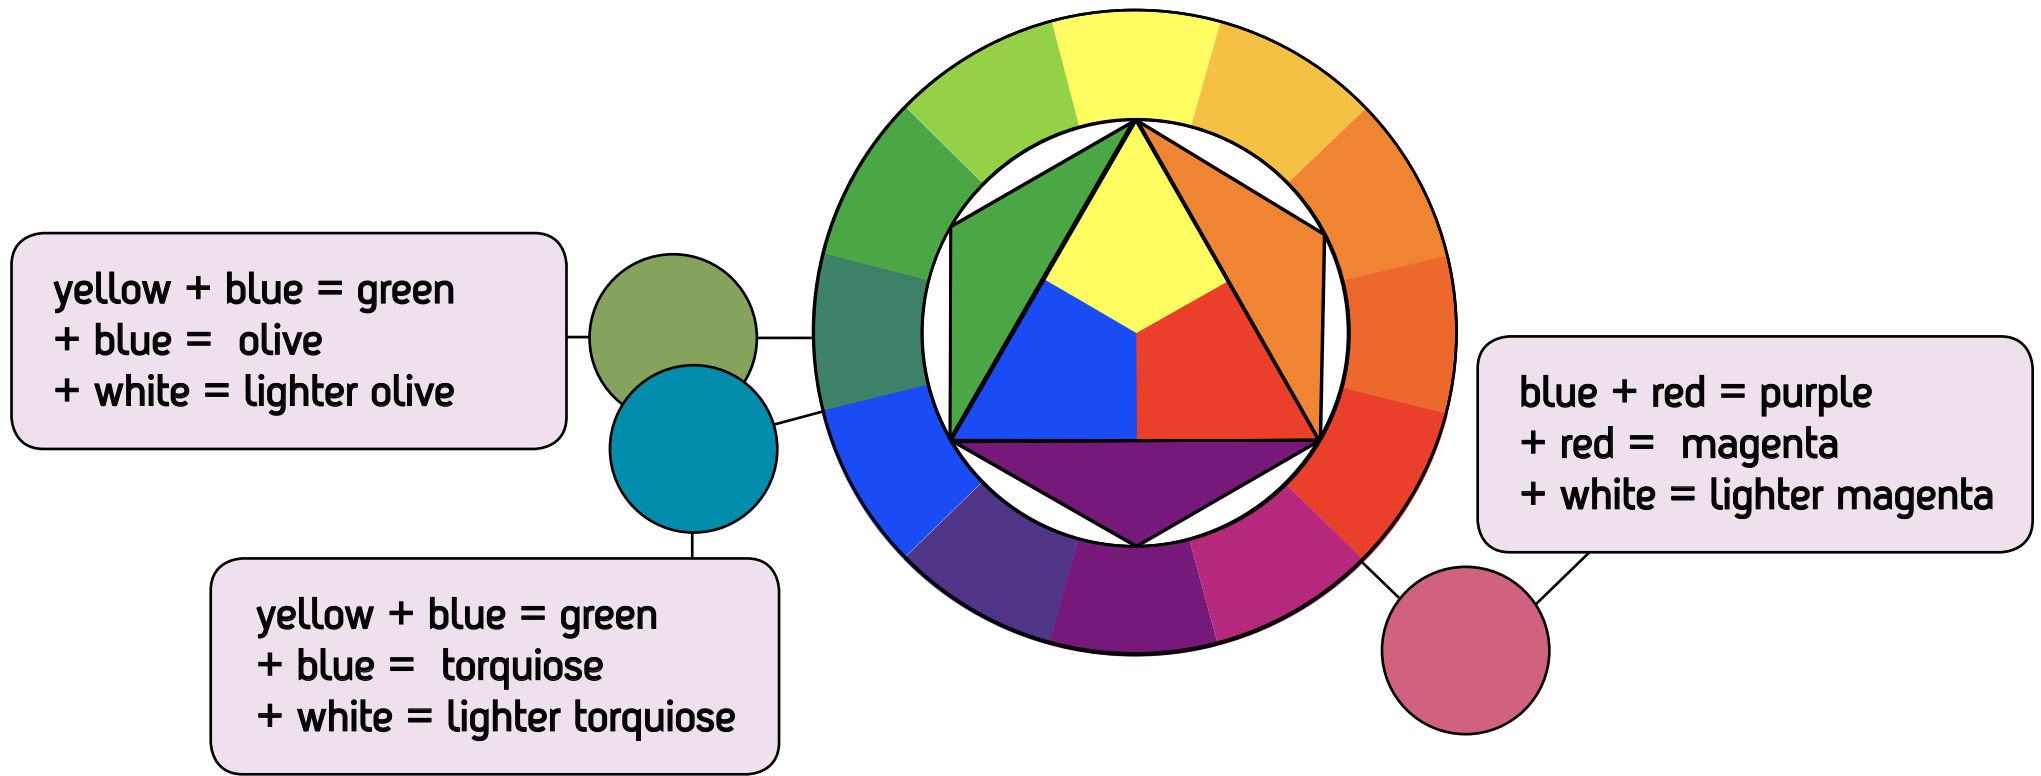 yellow + blue = green
+ blue = olive
+ white = lighter olive
yellow + blue = green
+ blue = torquiose
+ white = lighter torquiose
blue + red = purple
+ red = magenta
+ white = lighter magenta